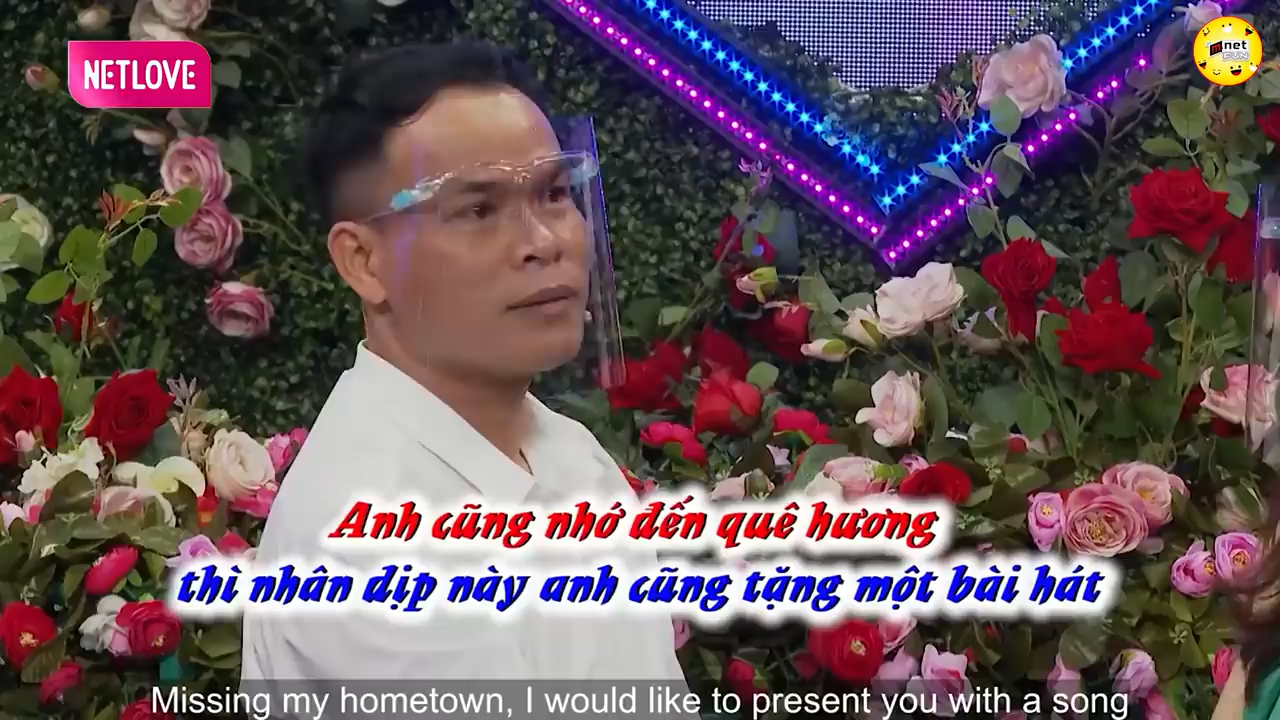 NETLOVE
mnet
FUN
Anh cũng nhớ đến quê hương
thì nhân dịp này anh cũng tặng một bài hát
Missing my hometown, I would like to present you with a song